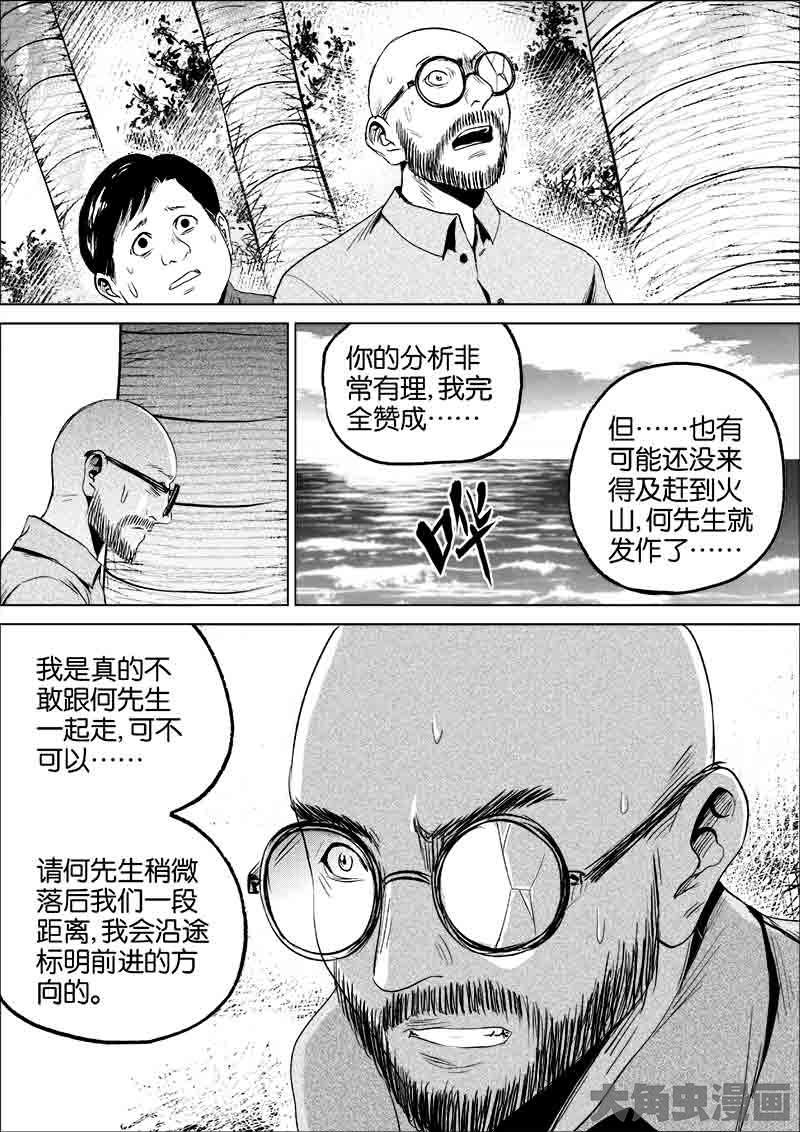 你的分析非
常有理,我完
全赞成……
但……也有
可能还没来
得及赶到火
山,何先生就
发作了……
哗
我是真的不
敢跟何先生
一起走,可不
可以……
请何先生稍微
落后我们一段
距离,我会沿途
标明前进的方
向的。
大角虫漫画